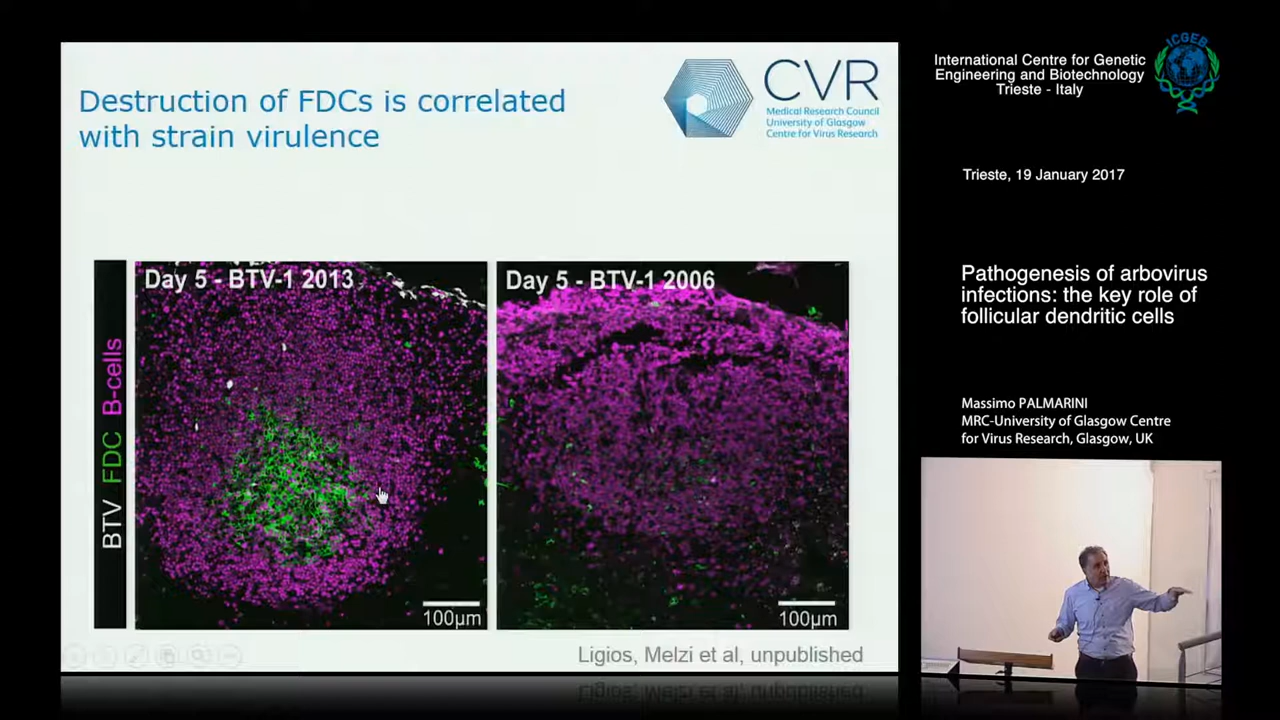 Destruction of FDCs is correlated
with strain virulence
CVR
Medical Research Council
University of Glasgow
Centre for Virus Research
BTV FDC B-cells
Day 5 - BTV-1 2013
100μm
Day 5 - BTV-1 2006
100μm
Ligios, Melzi et al, unpublished
International Centre for Genetic
Engineering and Biotechnology
Trieste - Italy
ICGEB
Trieste, 19 January 2017
Pathogenesis of arbovirus
infections: the key role of
follicular dendritic cells
Massimo PALMARINI
MRC-University of Glasgow Centre
for Virus Research, Glasgow, UK